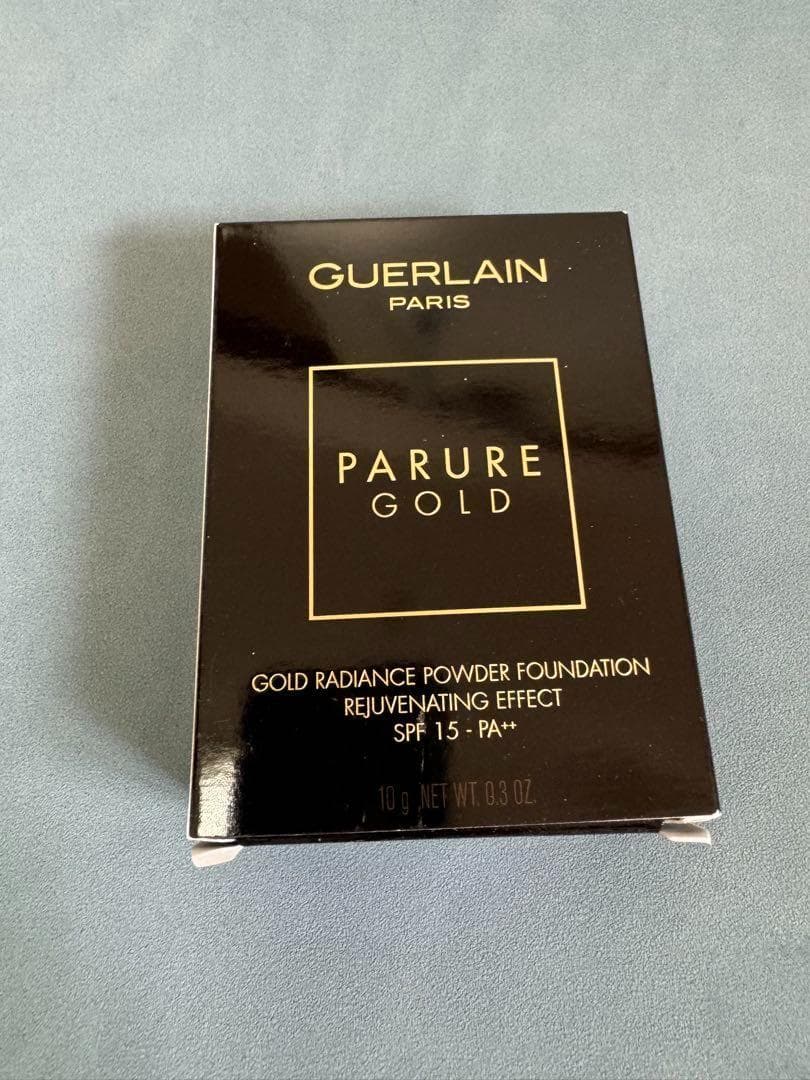 GUERLAIN
PARIS
PARURE
GOLD
GOLD RADIANCE POWDER FOUNDATION
REJUVENATING EFFECT
SPF 15 - PA++
10 g NET WT. 0.3 OZ.